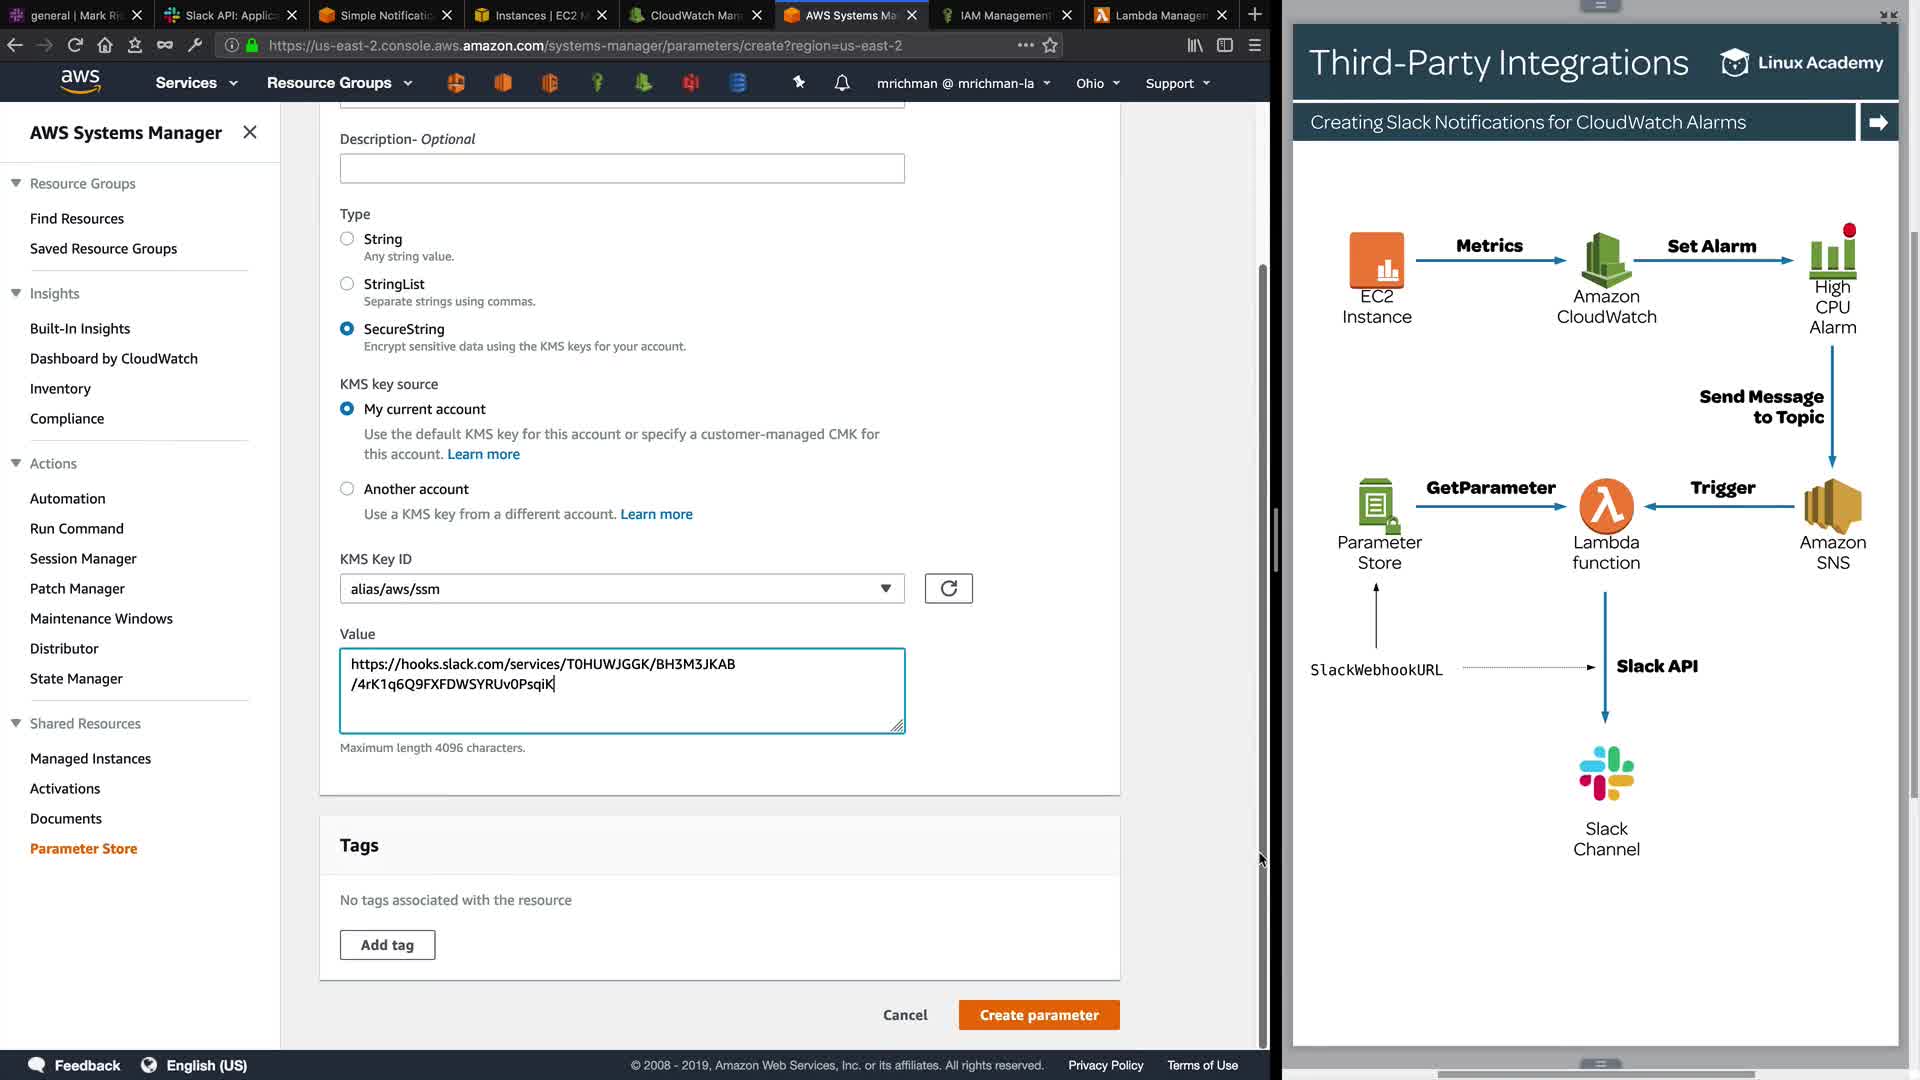 general | Mark Ri
Slack API: Applica
Simple Notificatio
Instances | EC2 M
CloudWatch Man
AWS Systems Ma
IAM Management
Lambda Manager
https://us-east-2.console.aws.amazon.com/systems-manager/parameters/create?region=us-east-2
aws
Services
Resource Groups
mrichman @ mrichman-la
Ohio
Support
AWS Systems Manager
Resource Groups
Find Resources
Saved Resource Groups
Insights
Built-In Insights
Dashboard by CloudWatch
Inventory
Compliance
Actions
Automation
Run Command
Session Manager
Patch Manager
Maintenance Windows
Distributor
State Manager
Shared Resources
Managed Instances
Activations
Documents
Parameter Store
Description- Optional
Type
String
Any string value.
StringList
Separate strings using commas.
SecureString
Encrypt sensitive data using the KMS keys for your account.
KMS key source
My current account
Use the default KMS key for this account or specify a customer-managed CMK for
this account. Learn more
Another account
Use a KMS key from a different account. Learn more
KMS Key ID
alias/aws/ssm
Value
https://hooks.slack.com/services/T0HUWJGGK/BH3M3JKAB
/4rK1q6Q9FXFDWSYRUv0PsqiK
Maximum length 4096 characters.
Tags
No tags associated with the resource
Add tag
Cancel
Create parameter
Feedback
English (US)
© 2008 - 2019, Amazon Web Services, Inc. or its affiliates. All rights reserved.
Privacy Policy
Terms of Use
Third-Party Integrations
Linux Academy
Creating Slack Notifications for CloudWatch Alarms
Metrics
Set Alarm
EC2
Instance
Amazon
CloudWatch
High
CPU
Alarm
Send Message
to Topic
GetParameter
Trigger
Parameter
Store
Lambda
function
Amazon
SNS
SlackWebhookURL
Slack API
Slack
Channel